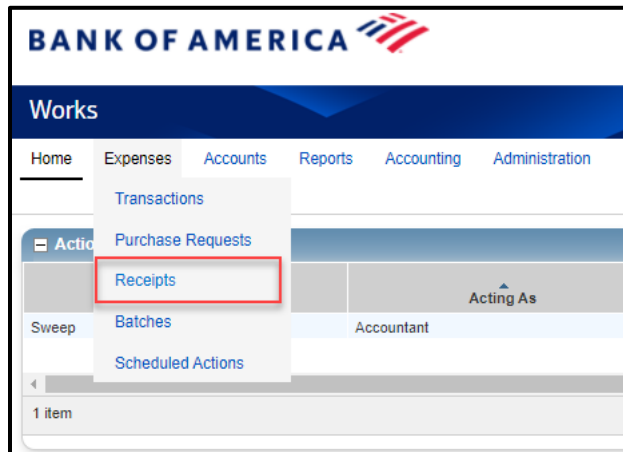 BANK OF AMERICA
Works
Home Expenses Accounts Reports Accounting Administration
Transactions
Purchase Requests
Receipts
Batches
Scheduled Actions
Actio
Acting As
Sweep Accountant
1 item